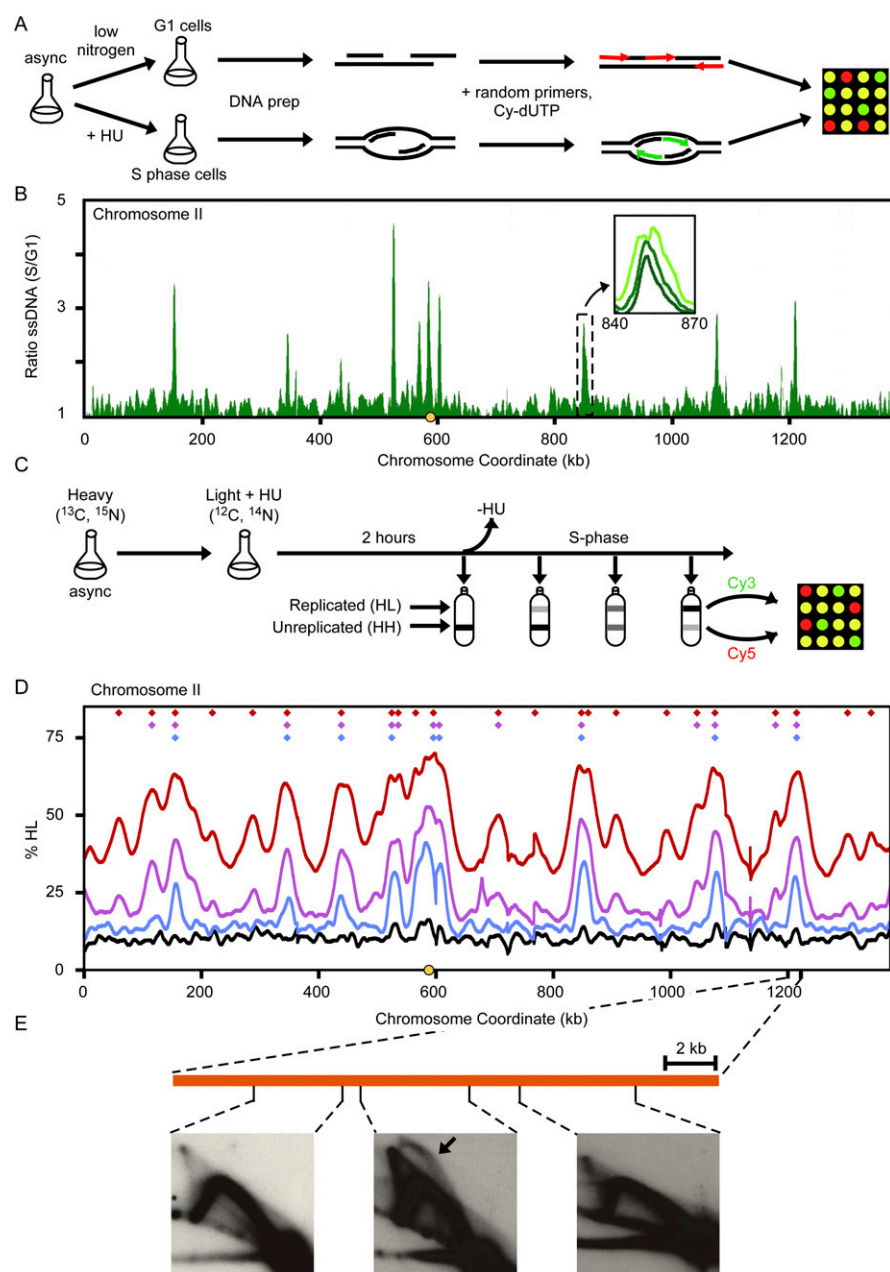 A
async
low
nitrogen
+ HU
G1 cells
S phase cells
DNA prep
+ random primers,
Cy-dUTP
B
Chromosome II
Ratio ssDNA (S/G1)
5
3
1
840 870
0 200 400 600 800 1000 1200
Chromosome Coordinate (kb)
C
Heavy
(¹³C, ¹⁵N)
async
Light + HU
(¹²C, ¹⁴N)
2 hours
-HU
S-phase
Replicated (HL)
Unreplicated (HH)
Cy3
Cy5
D
Chromosome II
% HL
75
50
25
0
0 200 400 600 800 1000 1200
Chromosome Coordinate (kb)
E
2 kb